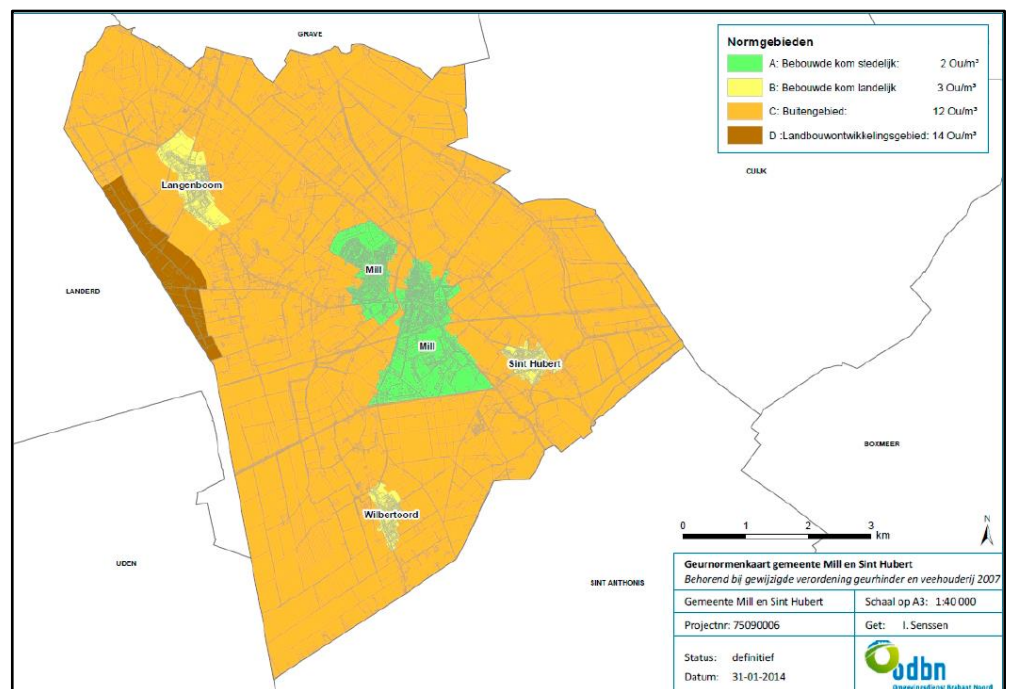 GRAVE
Normgebieden
A: Bebouwde kom stedelijk: 2 Ou/m³
B: Bebouwde kom landelijk 3 Ou/m³
C: Buitengebied: 12 Ou/m³
D :Landbouwontwikkelingsgebied: 14 Ou/m³
CUIJK
Langenboom
Mill
LANDERD
Mill
Sint Hubert
BOXMEER
Wilbertoord
UDEN
SINT ANTHONIS
0 1 2 3
km
N
Geurnormenkaart gemeente Mill en Sint Hubert
Behorend bij gewijzigde verordening geurhinder en veehouderij 2007
Gemeente Mill en Sint Hubert
Schaal op A3: 1:40 000
Projectnr: 75090006
Get: I. Senssen
Status: definitief
Datum: 31-01-2014
odbn
Omgevingsdienst Brabant Noord